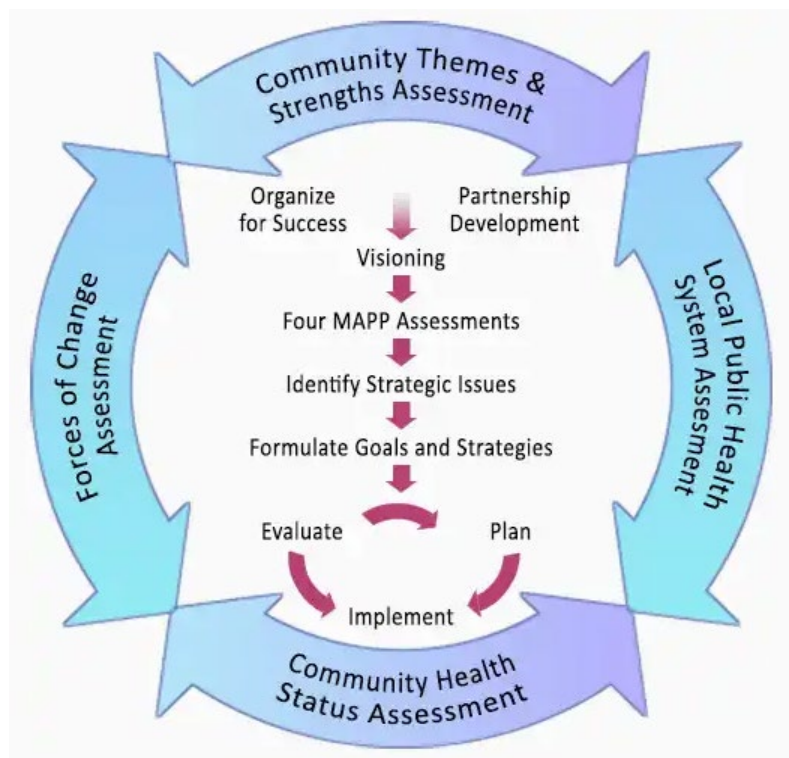 Community Themes &
Strengths Assessment
Organize
for Success
Partnership
Development
Visioning
Four MAPP Assessments
Identify Strategic Issues
Formulate Goals and Strategies
Evaluate
Plan
Implement
Forces of Change
Assessment
Local Public Health
System Assesment
Community Health
Status Assessment